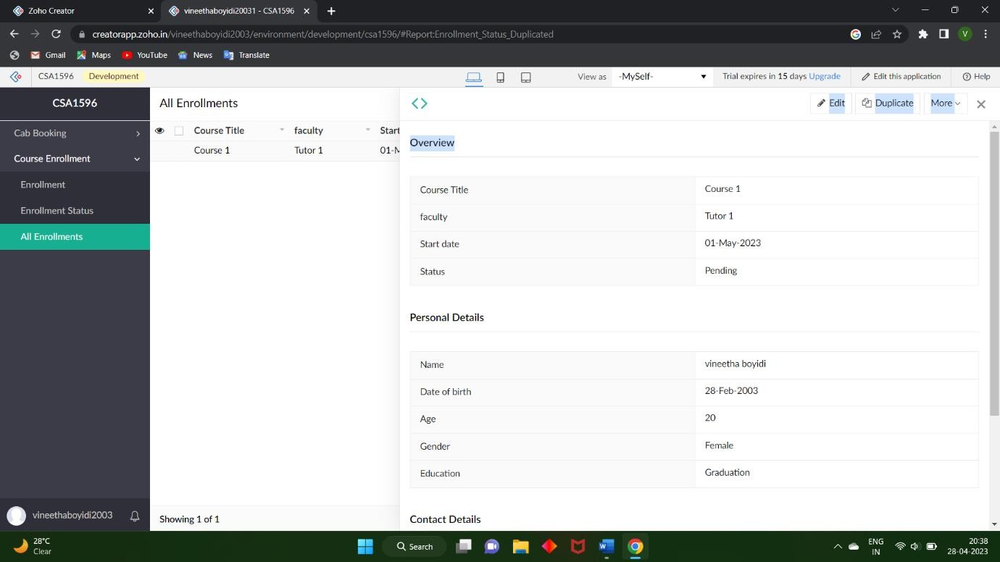 Zoho Creator
vineethaboyidi20031 - CSA1596
creatorapp.zoho.in/vineethaboyidi2003/environment/development/csa1596/#Report:Enrollment_Status_Duplicated
V
Gmail Maps YouTube News Translate
CSA1596 Development View as -MySelf- Trial expires in 15 days Upgrade Edit this application Help
CSA1596
Cab Booking
Course Enrollment
Enrollment
Enrollment Status
All Enrollments
vineethaboyidi2003
All Enrollments
Course Title faculty Start
Course 1 Tutor 1 01-M
Showing 1 of 1
Edit Duplicate More
Overview
Course Title Course 1
faculty Tutor 1
Start date 01-May-2023
Status Pending
Personal Details
Name vineetha boyidi
Date of birth 28-Feb-2003
Age 20
Gender Female
Education Graduation
Contact Details
28°C
Clear
Search
ENG
IN
20:38
28-04-2023